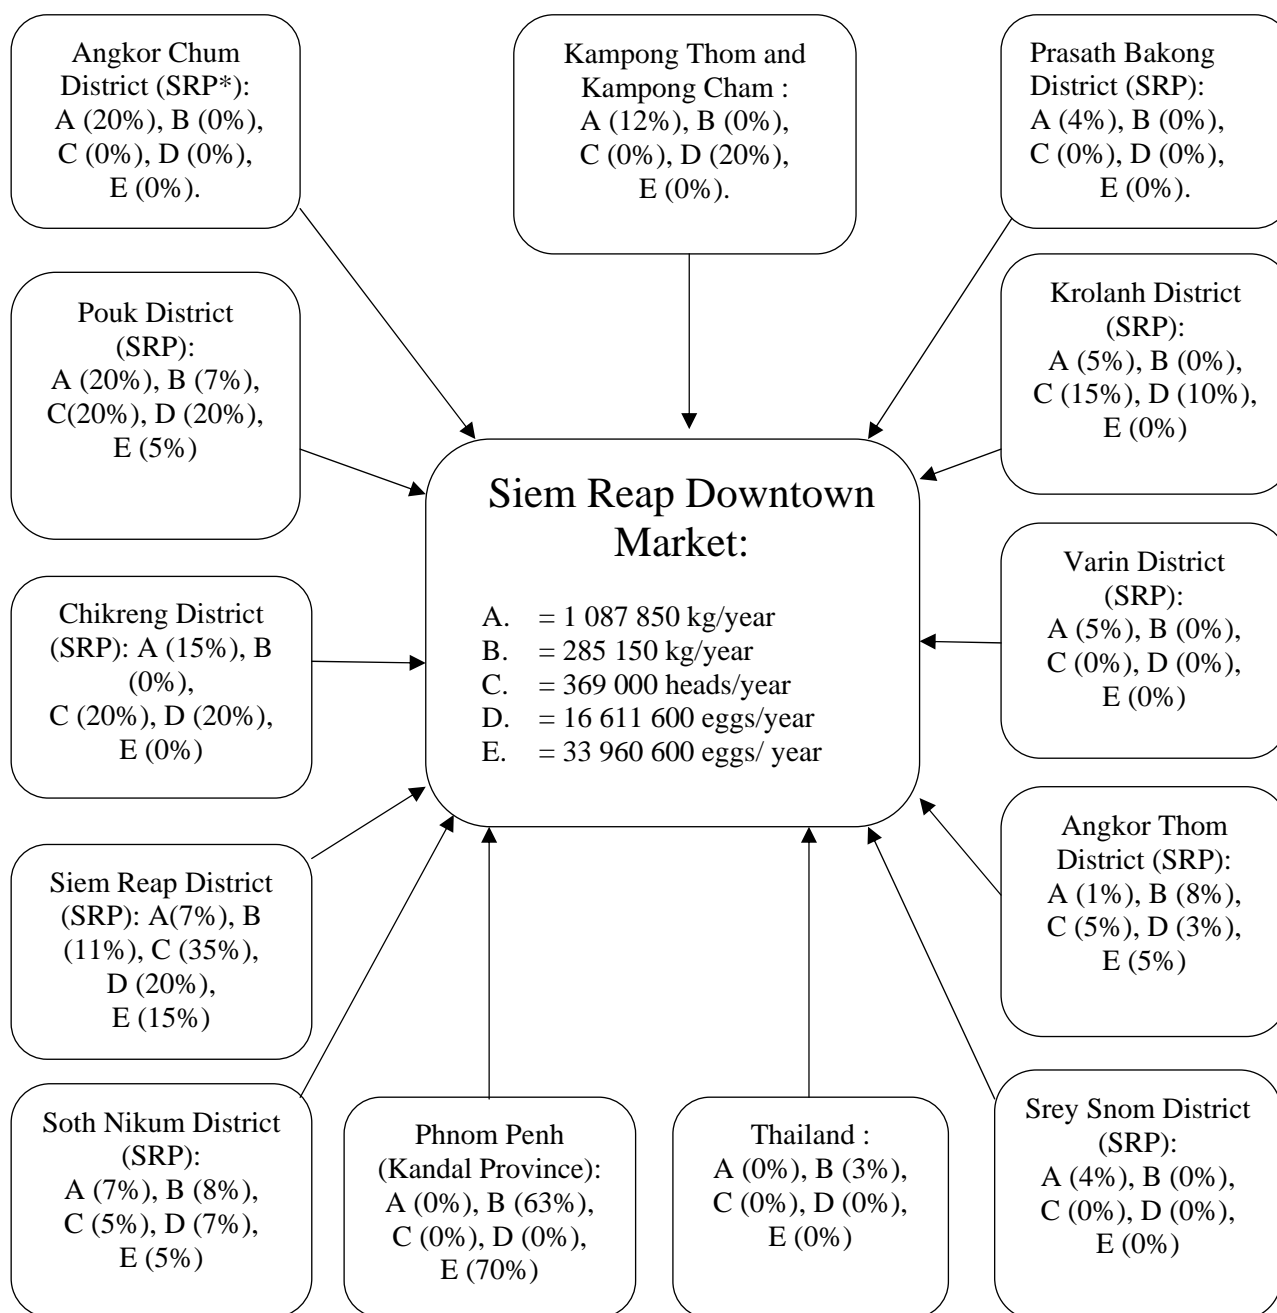 Angkor Chum
District (SRP*):
A (20%), B (0%),
C (0%), D (0%),
E (0%).
Kampong Thom and
Kampong Cham :
A (12%), B (0%),
C (0%), D (20%),
E (0%).
Prasath Bakong
District (SRP):
A (4%), B (0%),
C (0%), D (0%),
E (0%).
Pouk District
(SRP):
A (20%), B (7%),
C(20%), D (20%),
E (5%)
Krolanh District
(SRP):
A (5%), B (0%),
C (15%), D (10%),
E (0%)
Siem Reap Downtown
Market:
A. = 1 087 850 kg/year
B. = 285 150 kg/year
C. = 369 000 heads/year
D. = 16 611 600 eggs/year
E. = 33 960 600 eggs/ year
Chikreng District
(SRP): A (15%), B
(0%),
C (20%), D (20%),
E (0%)
Varin District
(SRP):
A (5%), B (0%),
C (0%), D (0%),
E (0%)
Siem Reap District
(SRP): A(7%), B
(11%), C (35%),
D (20%),
E (15%)
Angkor Thom
District (SRP):
A (1%), B (8%),
C (5%), D (3%),
E (5%)
Soth Nikum District
(SRP):
A (7%), B (8%),
C (5%), D (7%),
E (5%)
Phnom Penh
(Kandal Province):
A (0%), B (63%),
C (0%), D (0%),
E (70%)
Thailand :
A (0%), B (3%),
C (0%), D (0%),
E (0%)
Srey Snom District
(SRP):
A (4%), B (0%),
C (0%), D (0%),
E (0%)